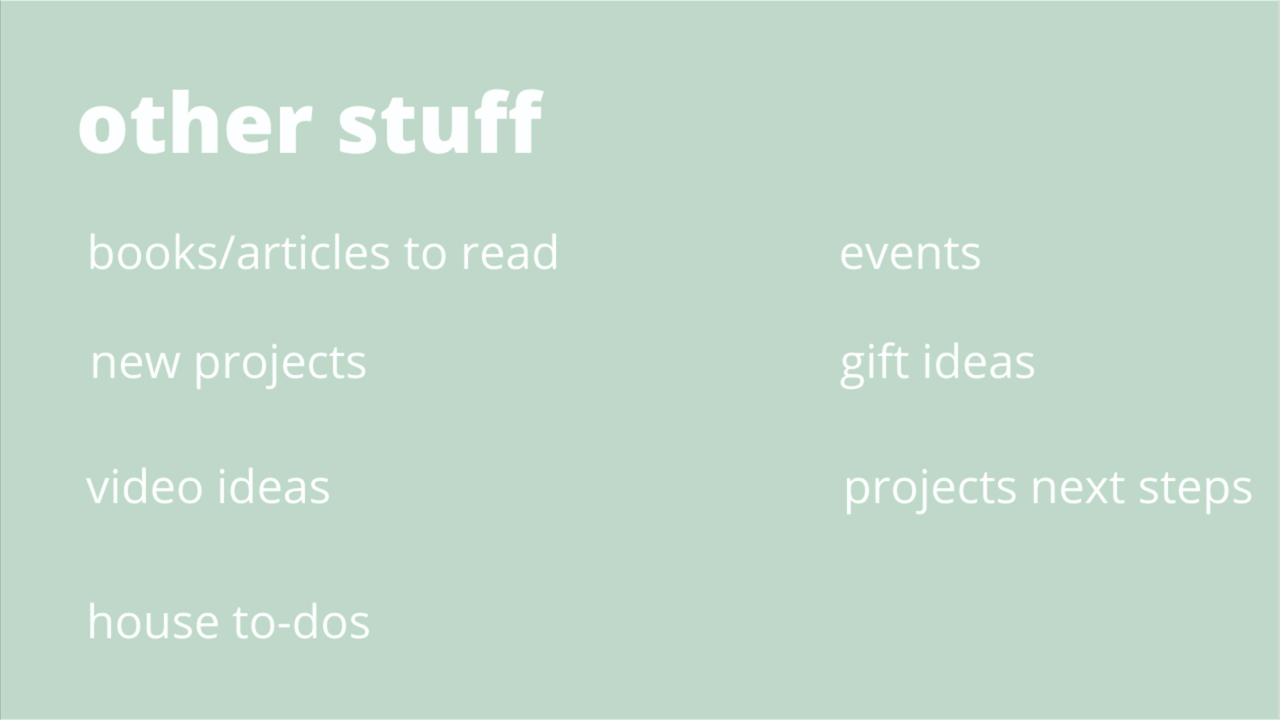 other stuff
books/articles to read
new projects
video ideas
house to-dos
events
gift ideas
projects next steps